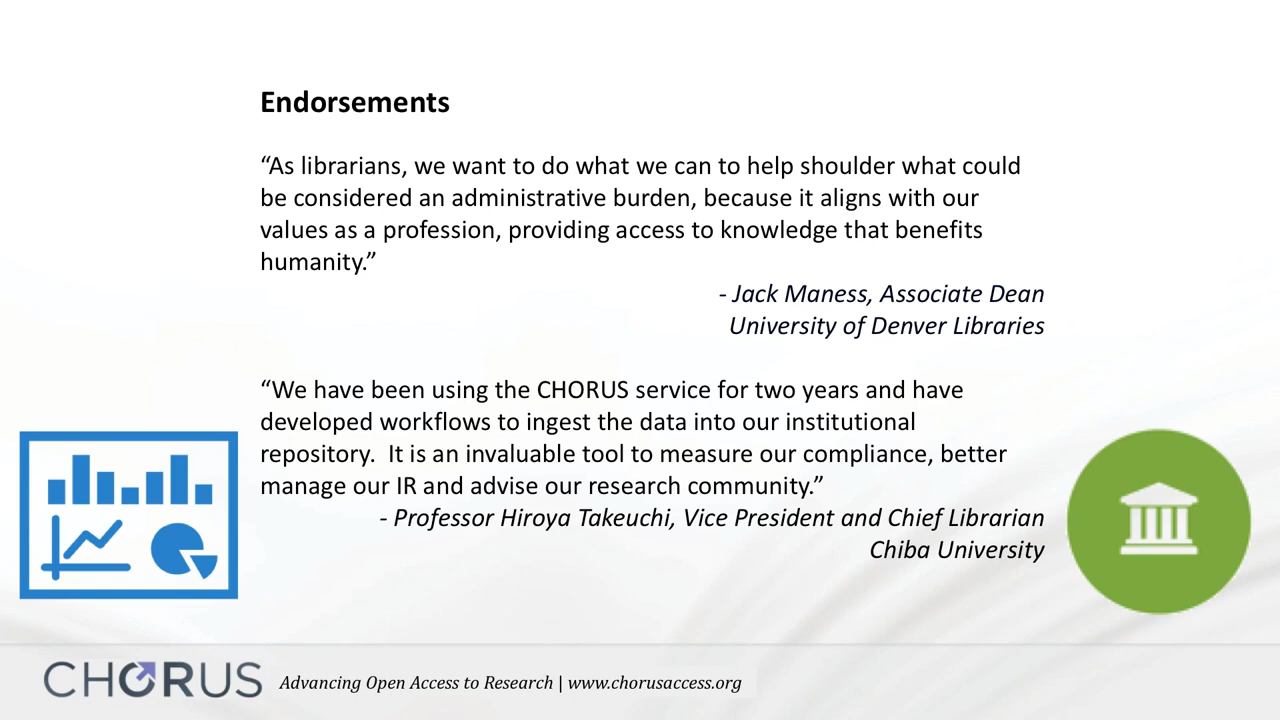 Endorsements
“As librarians, we want to do what we can to help shoulder what could
be considered an administrative burden, because it aligns with our
values as a profession, providing access to knowledge that benefits
humanity.”
- Jack Maness, Associate Dean
University of Denver Libraries
“We have been using the CHORUS service for two years and have
developed workflows to ingest the data into our institutional
repository.  It is an invaluable tool to measure our compliance, better
manage our IR and advise our research community.”
- Professor Hiroya Takeuchi, Vice President and Chief Librarian
Chiba University
CHORUS Advancing Open Access to Research | www.chorusaccess.org